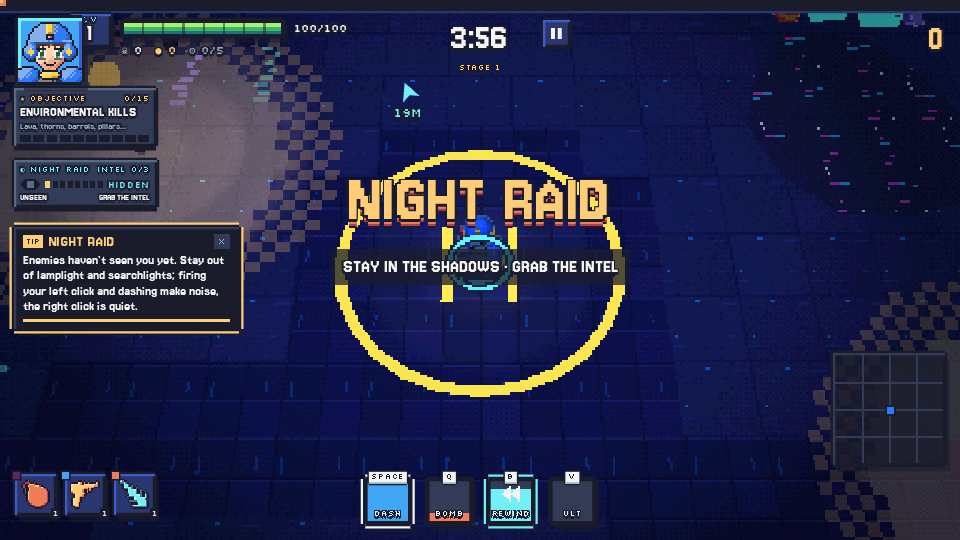 LV
1
100/100
0 0 0/5
3:56
STAGE 1
0
19M
★ OBJECTIVE 0/15
ENVIRONMENTAL KILLS
Lava, thorns, barrels, pillars...
NIGHT RAID INTEL 0/3
HIDDEN
UNSEEN GRAB THE INTEL
TIP NIGHT RAID ×
Enemies haven't seen you yet. Stay out
of lamplight and searchlights; firing
your left click and dashing make noise,
the right click is quiet.
NIGHT RAID
STAY IN THE SHADOWS · GRAB THE INTEL
1 1 1
SPACE Q B V
DASH BOMB REWIND VLT